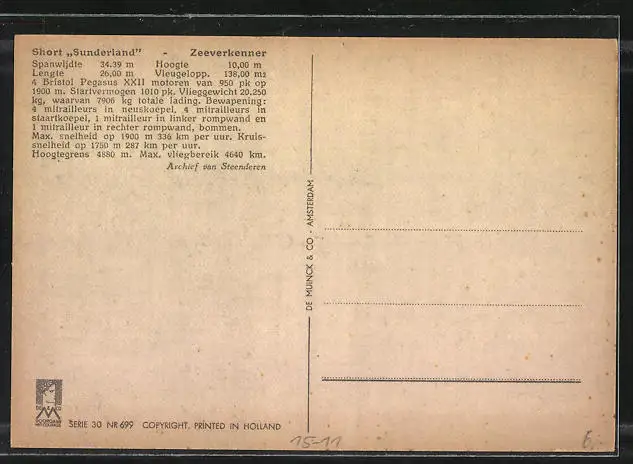 Short „Sunderland” - Zeeverkenner
Spanwijdte 34.39 m Hoogte 10,00 m
Lengte 26,00 m Vleugelopp. 138,00 m2
4 Bristol Pegasus XXII motoren van 950 pk op
1900 m. Startvermogen 1010 pk. Vlieggewicht 20.250
kg, waarvan 7906 kg totale lading. Bewapening:
4 mitrailleurs in neuskoepel, 4 mitrailleurs in
staartkoepel, 1 mitrailleur in linker rompwand en
1 mitrailleur in rechter rompwand, bommen.
Max. snelheid op 1900 m 336 km per uur. Kruis-
snelheid op 1750 m 287 km per uur.
Hoogtegrens 4880 m. Max. vliegbereik 4640 km.
Archief van Steenderen
DE MUINCK & CO - AMSTERDAM
SERIE 30 NR 699 COPYRIGHT. PRINTED IN HOLLAND
15-11
6,-